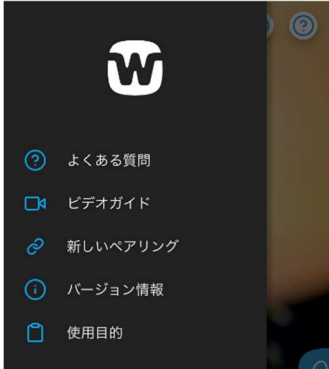 よくある質問
ビデオガイド
新しいペアリング
バージョン情報
使用目的